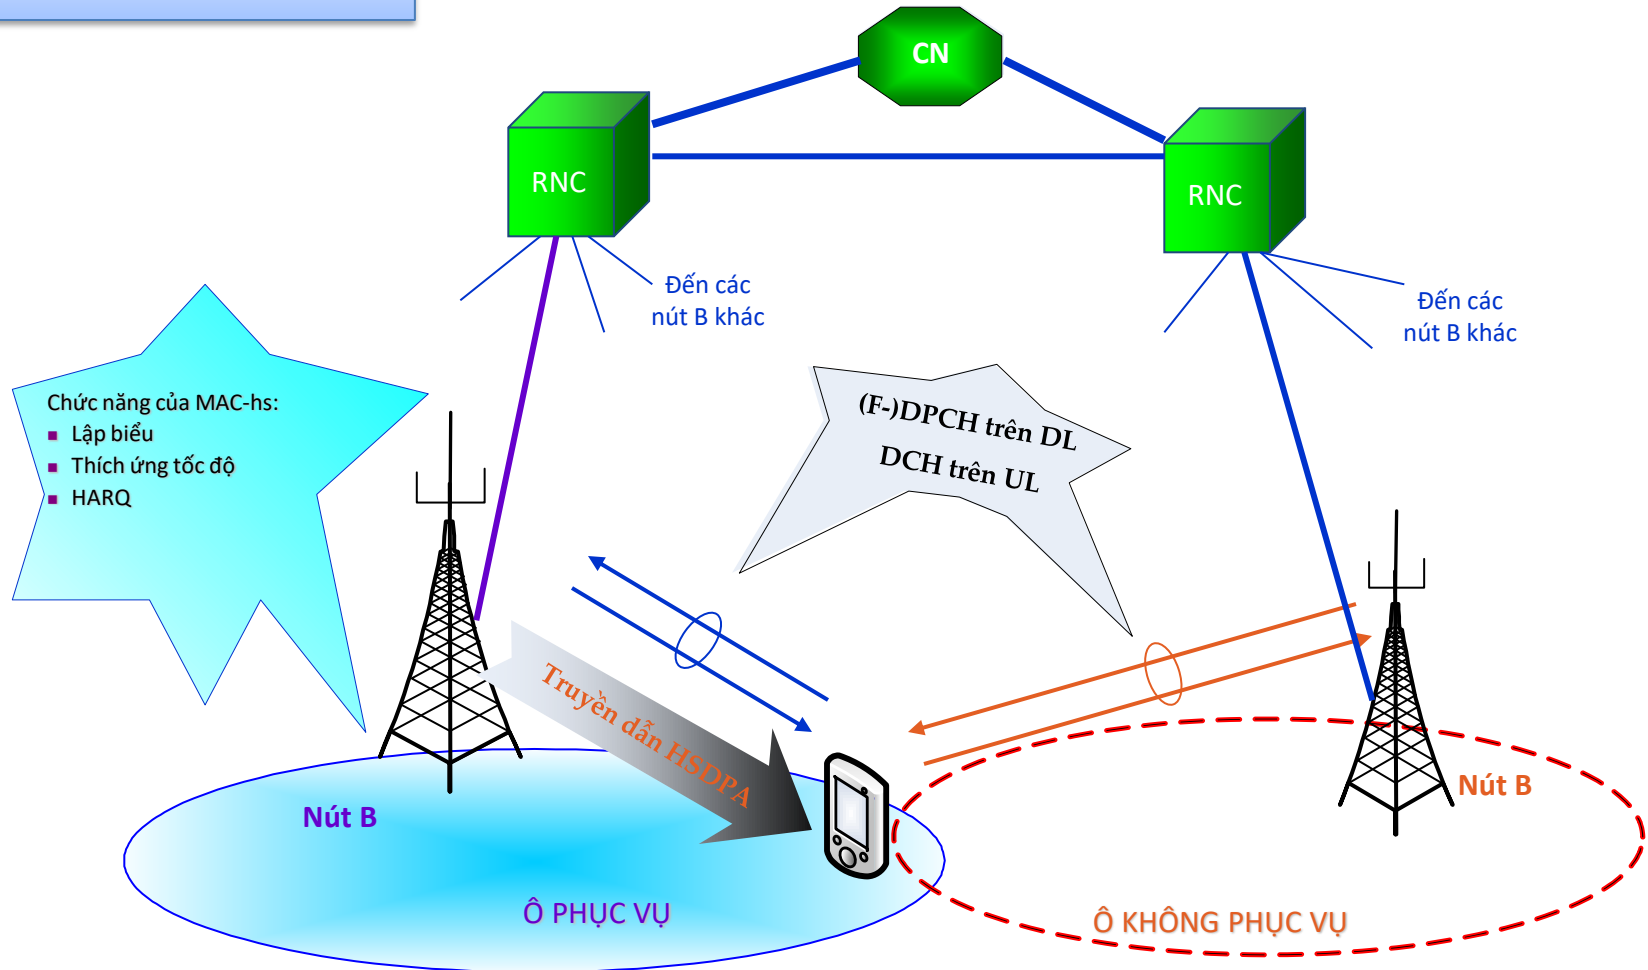 CN
RNC
RNC
Đến các
nút B khác
Đến các
nút B khác
Chức năng của MAC-hs:
Lập biểu
Thích ứng tốc độ
HARQ
(F-)DPCH trên DL
DCH trên UL
Truyền dẫn HSDPA
Nút B
Nút B
Ô PHỤC VỤ
Ô KHÔNG PHỤC VỤ